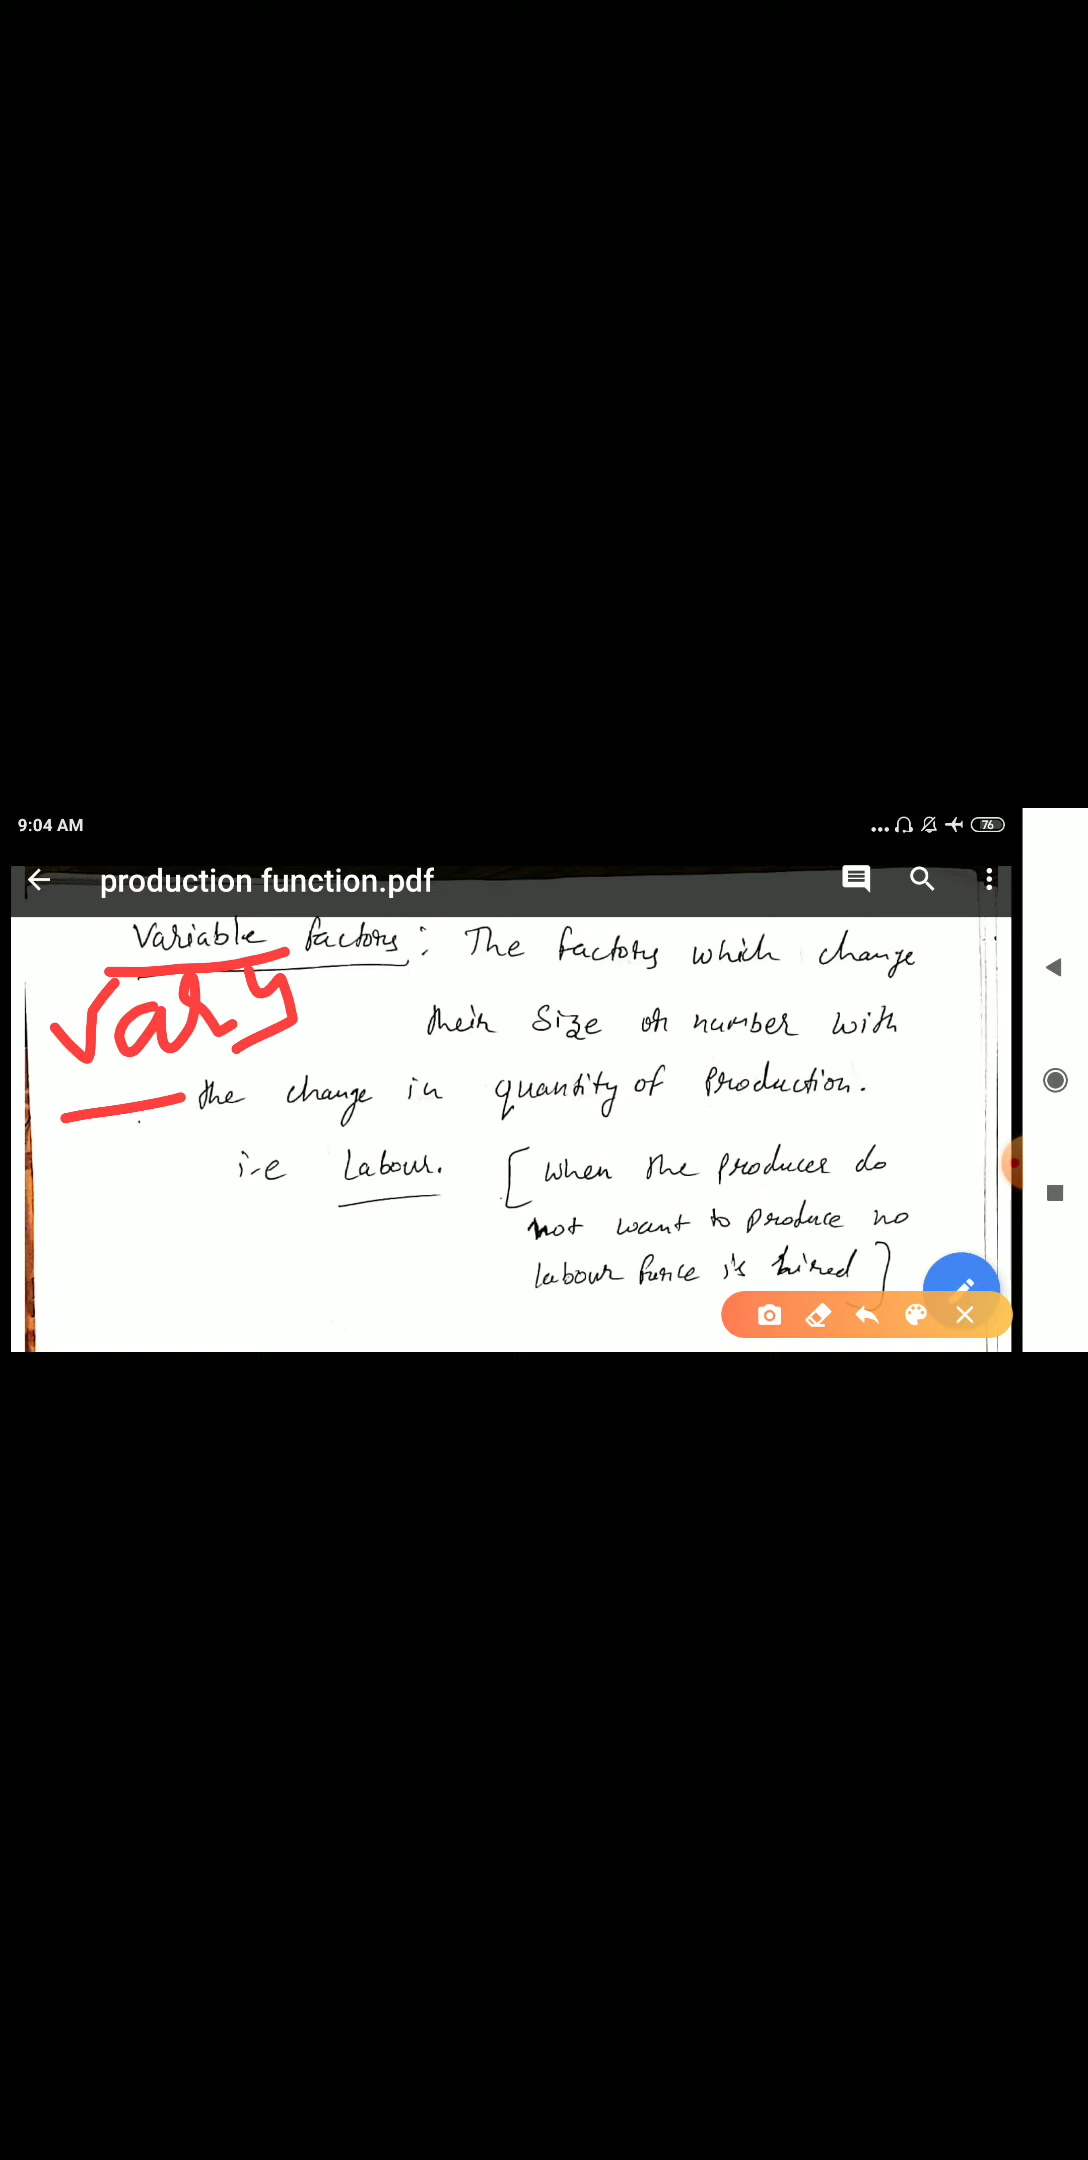 9:04 AM
76
production function.pdf
Variable factors: The factors which change
Vary
their size or number with
the change in quantity of production.
i-e Labour. [when the producer do
not want to produce no
labour force is hired]